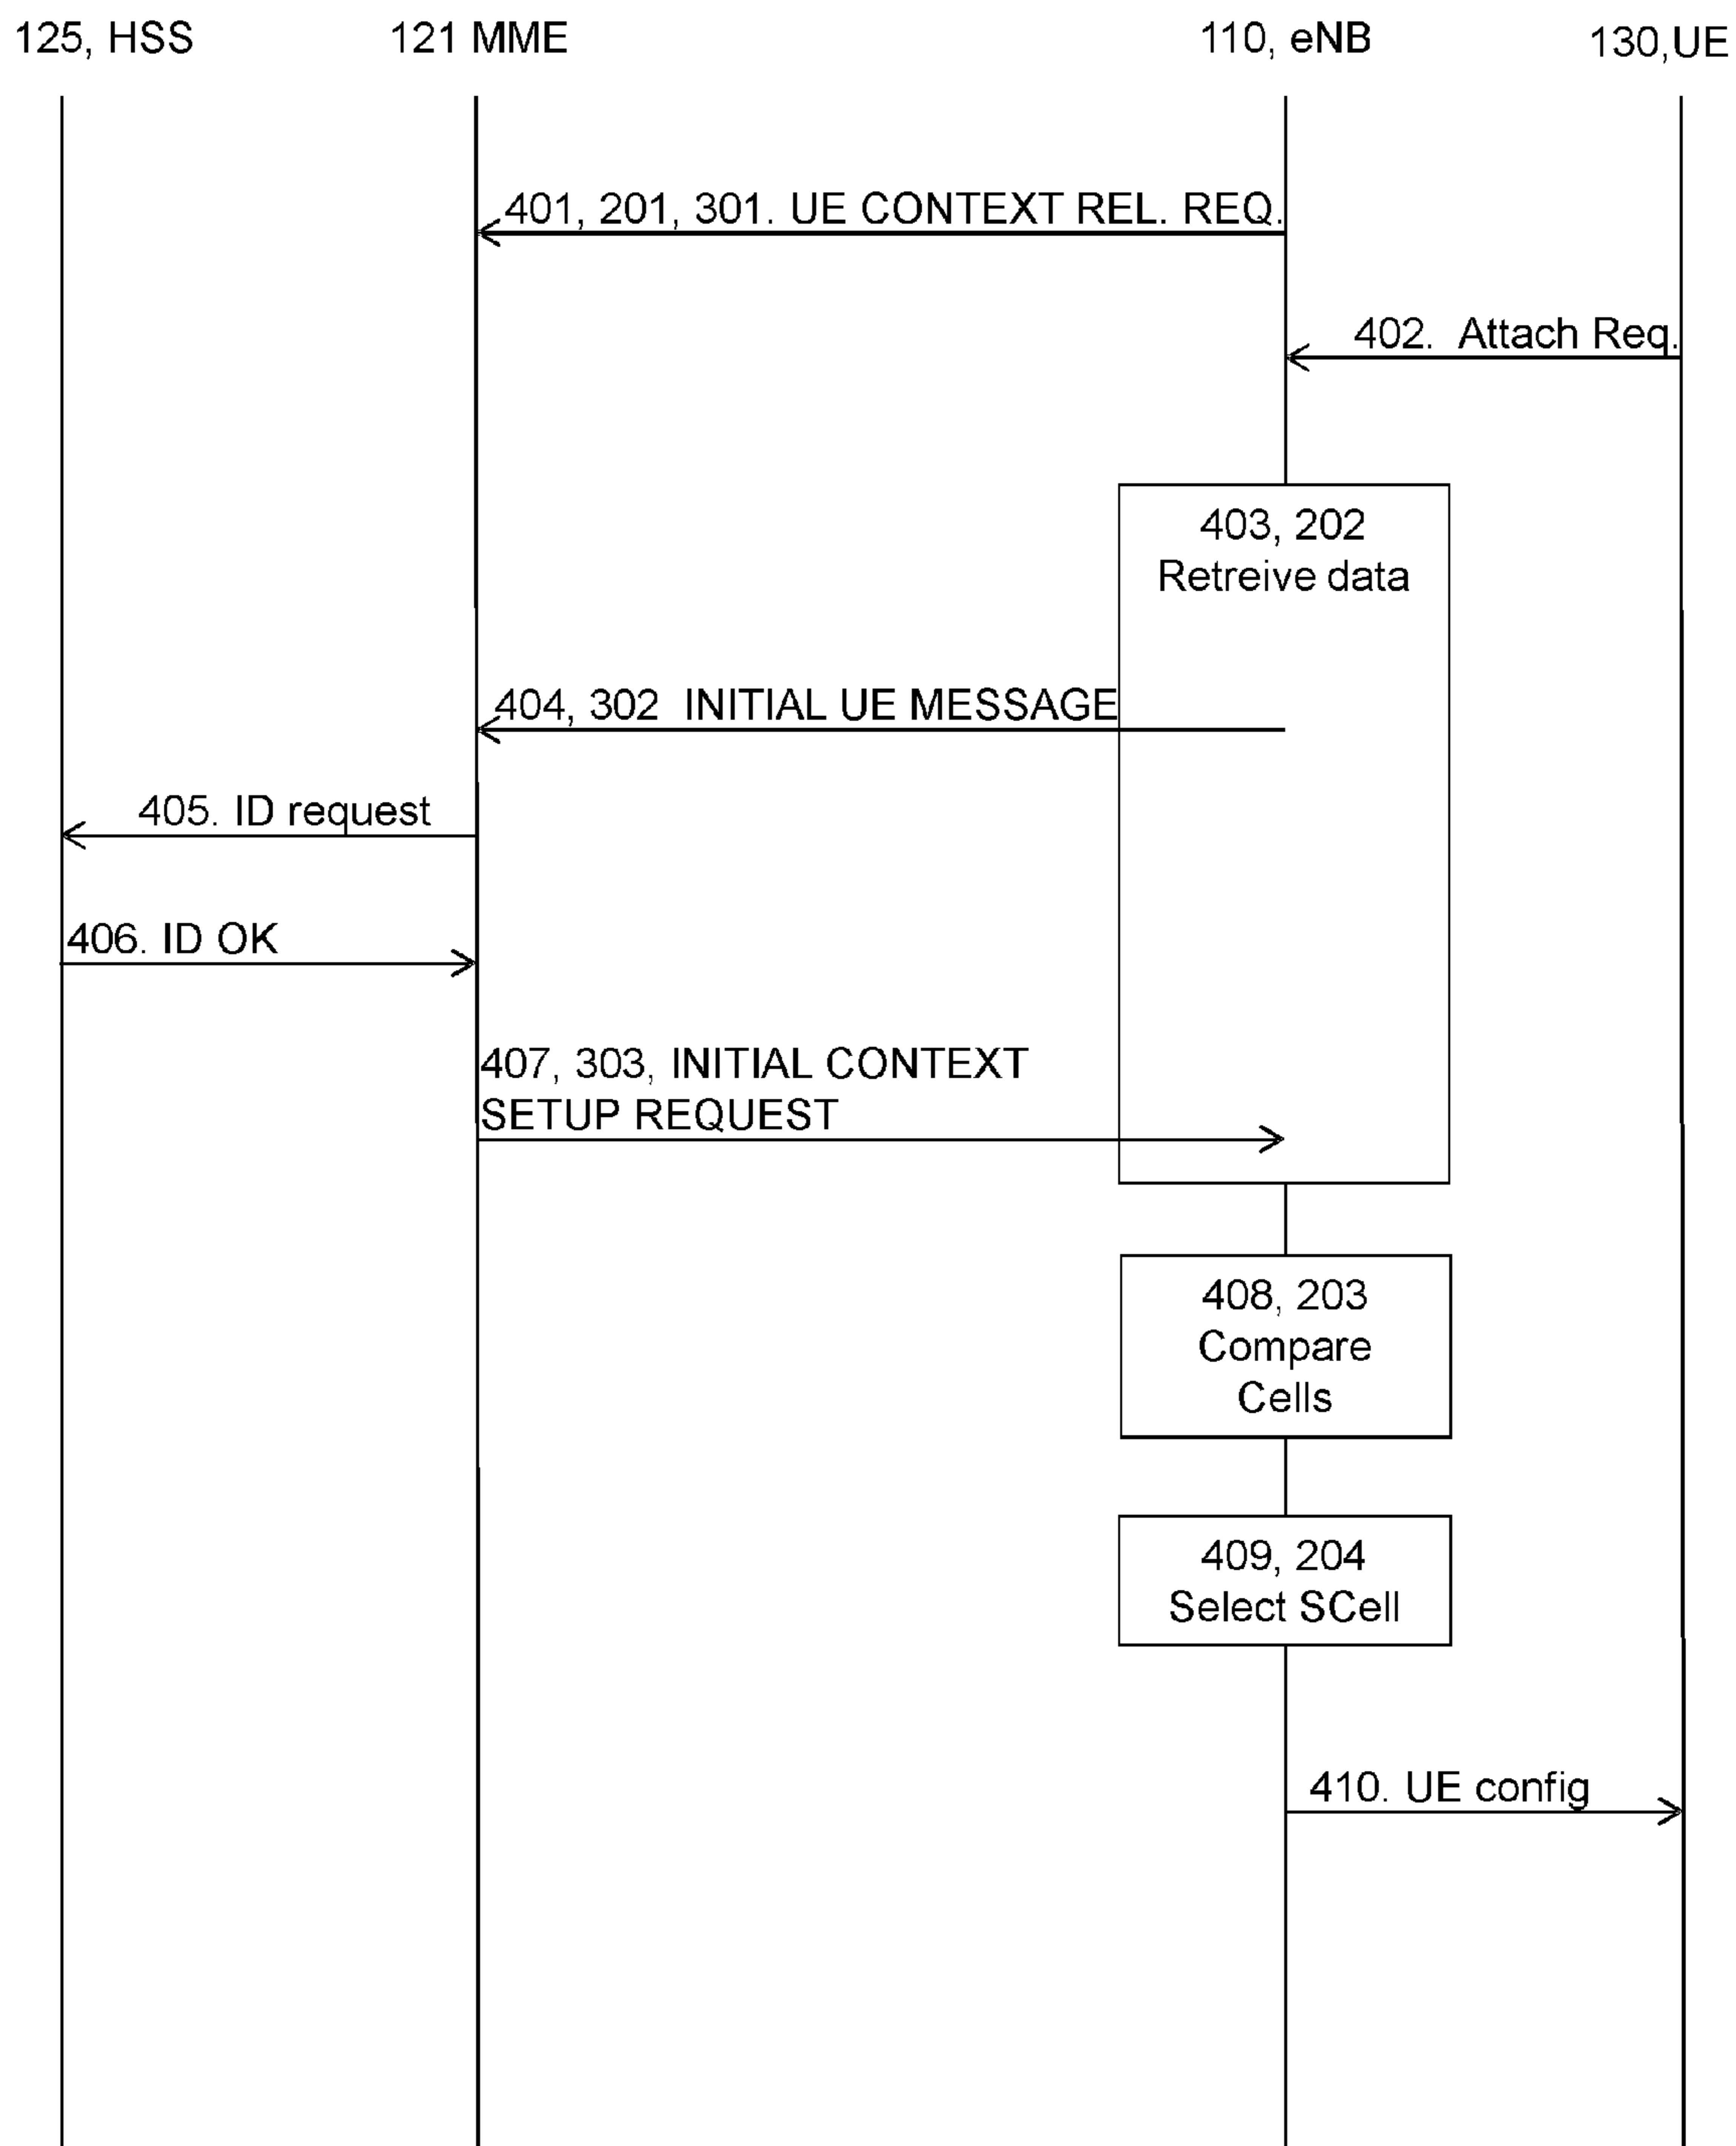 125, HSS
121 MME
110, eNB
130,UE
401, 201, 301. UE CONTEXT REL. REQ.
402. Attach Req.
403, 202
Retreive data
404, 302 INITIAL UE MESSAGE
405. ID request
406. ID OK
407, 303, INITIAL CONTEXT
SETUP REQUEST
408, 203
Compare
Cells
409, 204
Select SCell
410. UE config